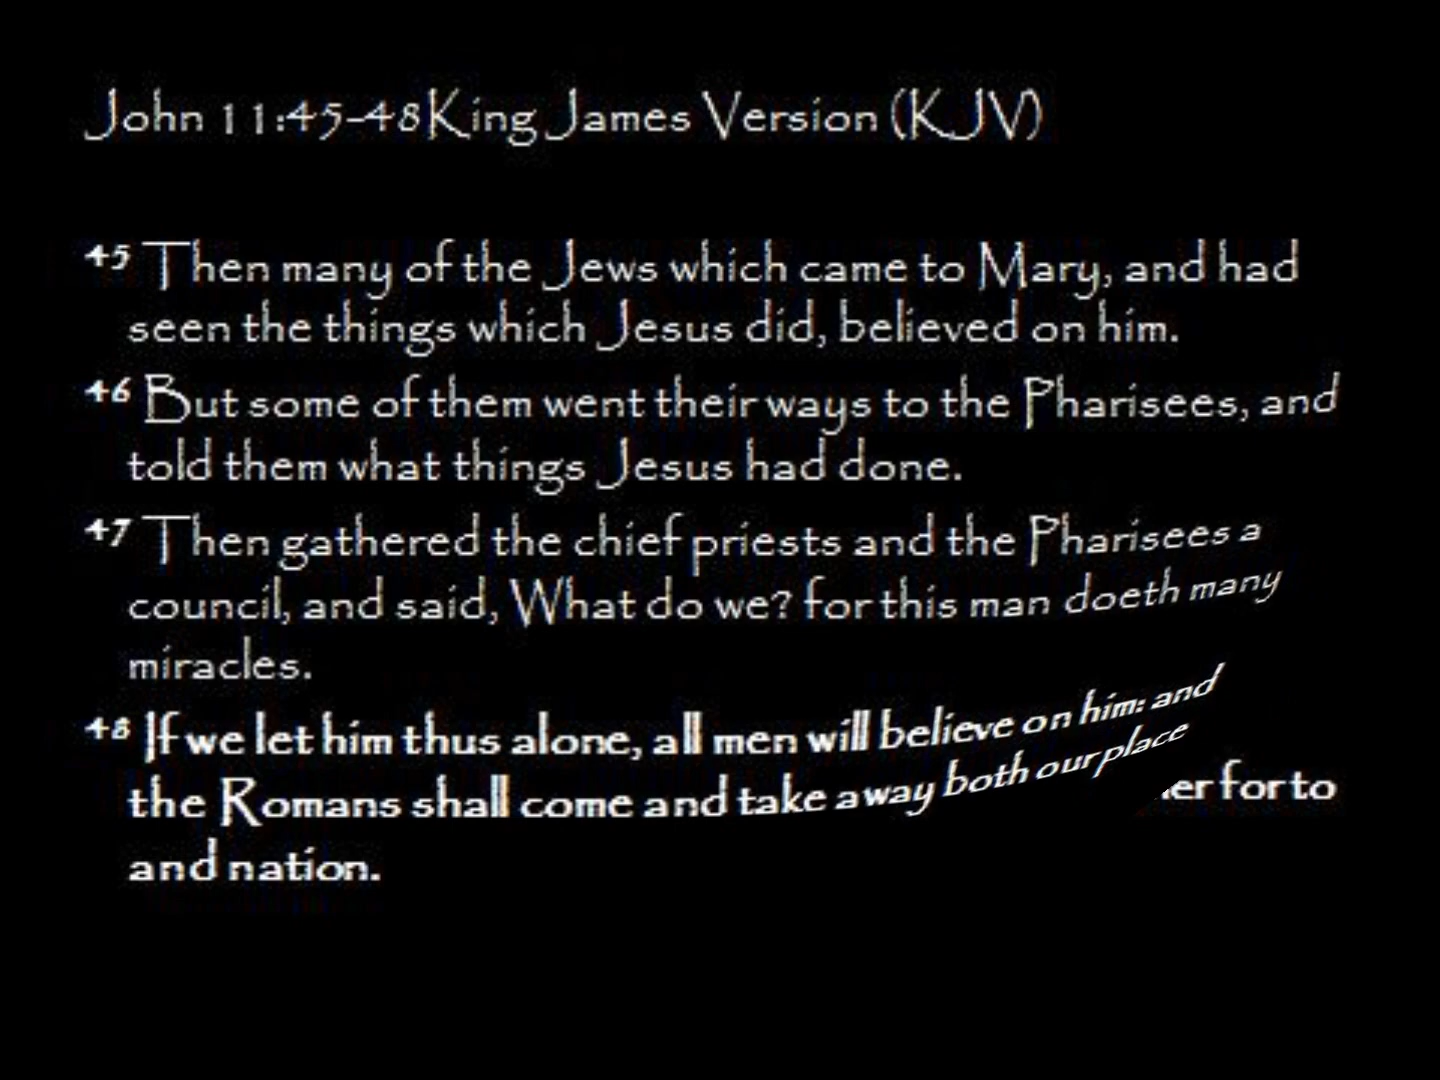 John 11:45-48 King James Version (KJV)
45 Then many of the Jews which came to Mary, and had
seen the things which Jesus did, believed on him.
46 But some of them went their ways to the Pharisees, and
told them what things Jesus had done.
47 Then gathered the chief priests and the Pharisees a
council, and said, What do we? for this man doeth many
miracles.
48 If we let him thus alone, all men will believe on him: and
the Romans shall come and take away both our place
for to
and nation.